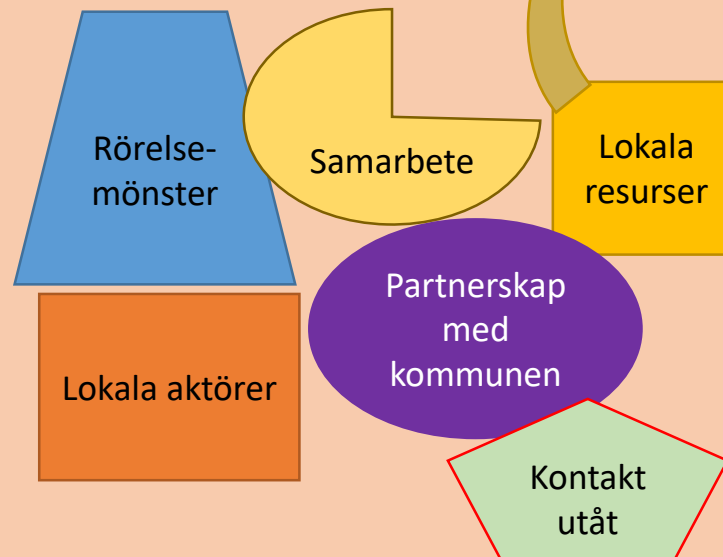 Rörelse-
mönster
Samarbete
Lokala
resurser
Partnerskap
med
kommunen
Lokala aktörer
Kontakt
utåt